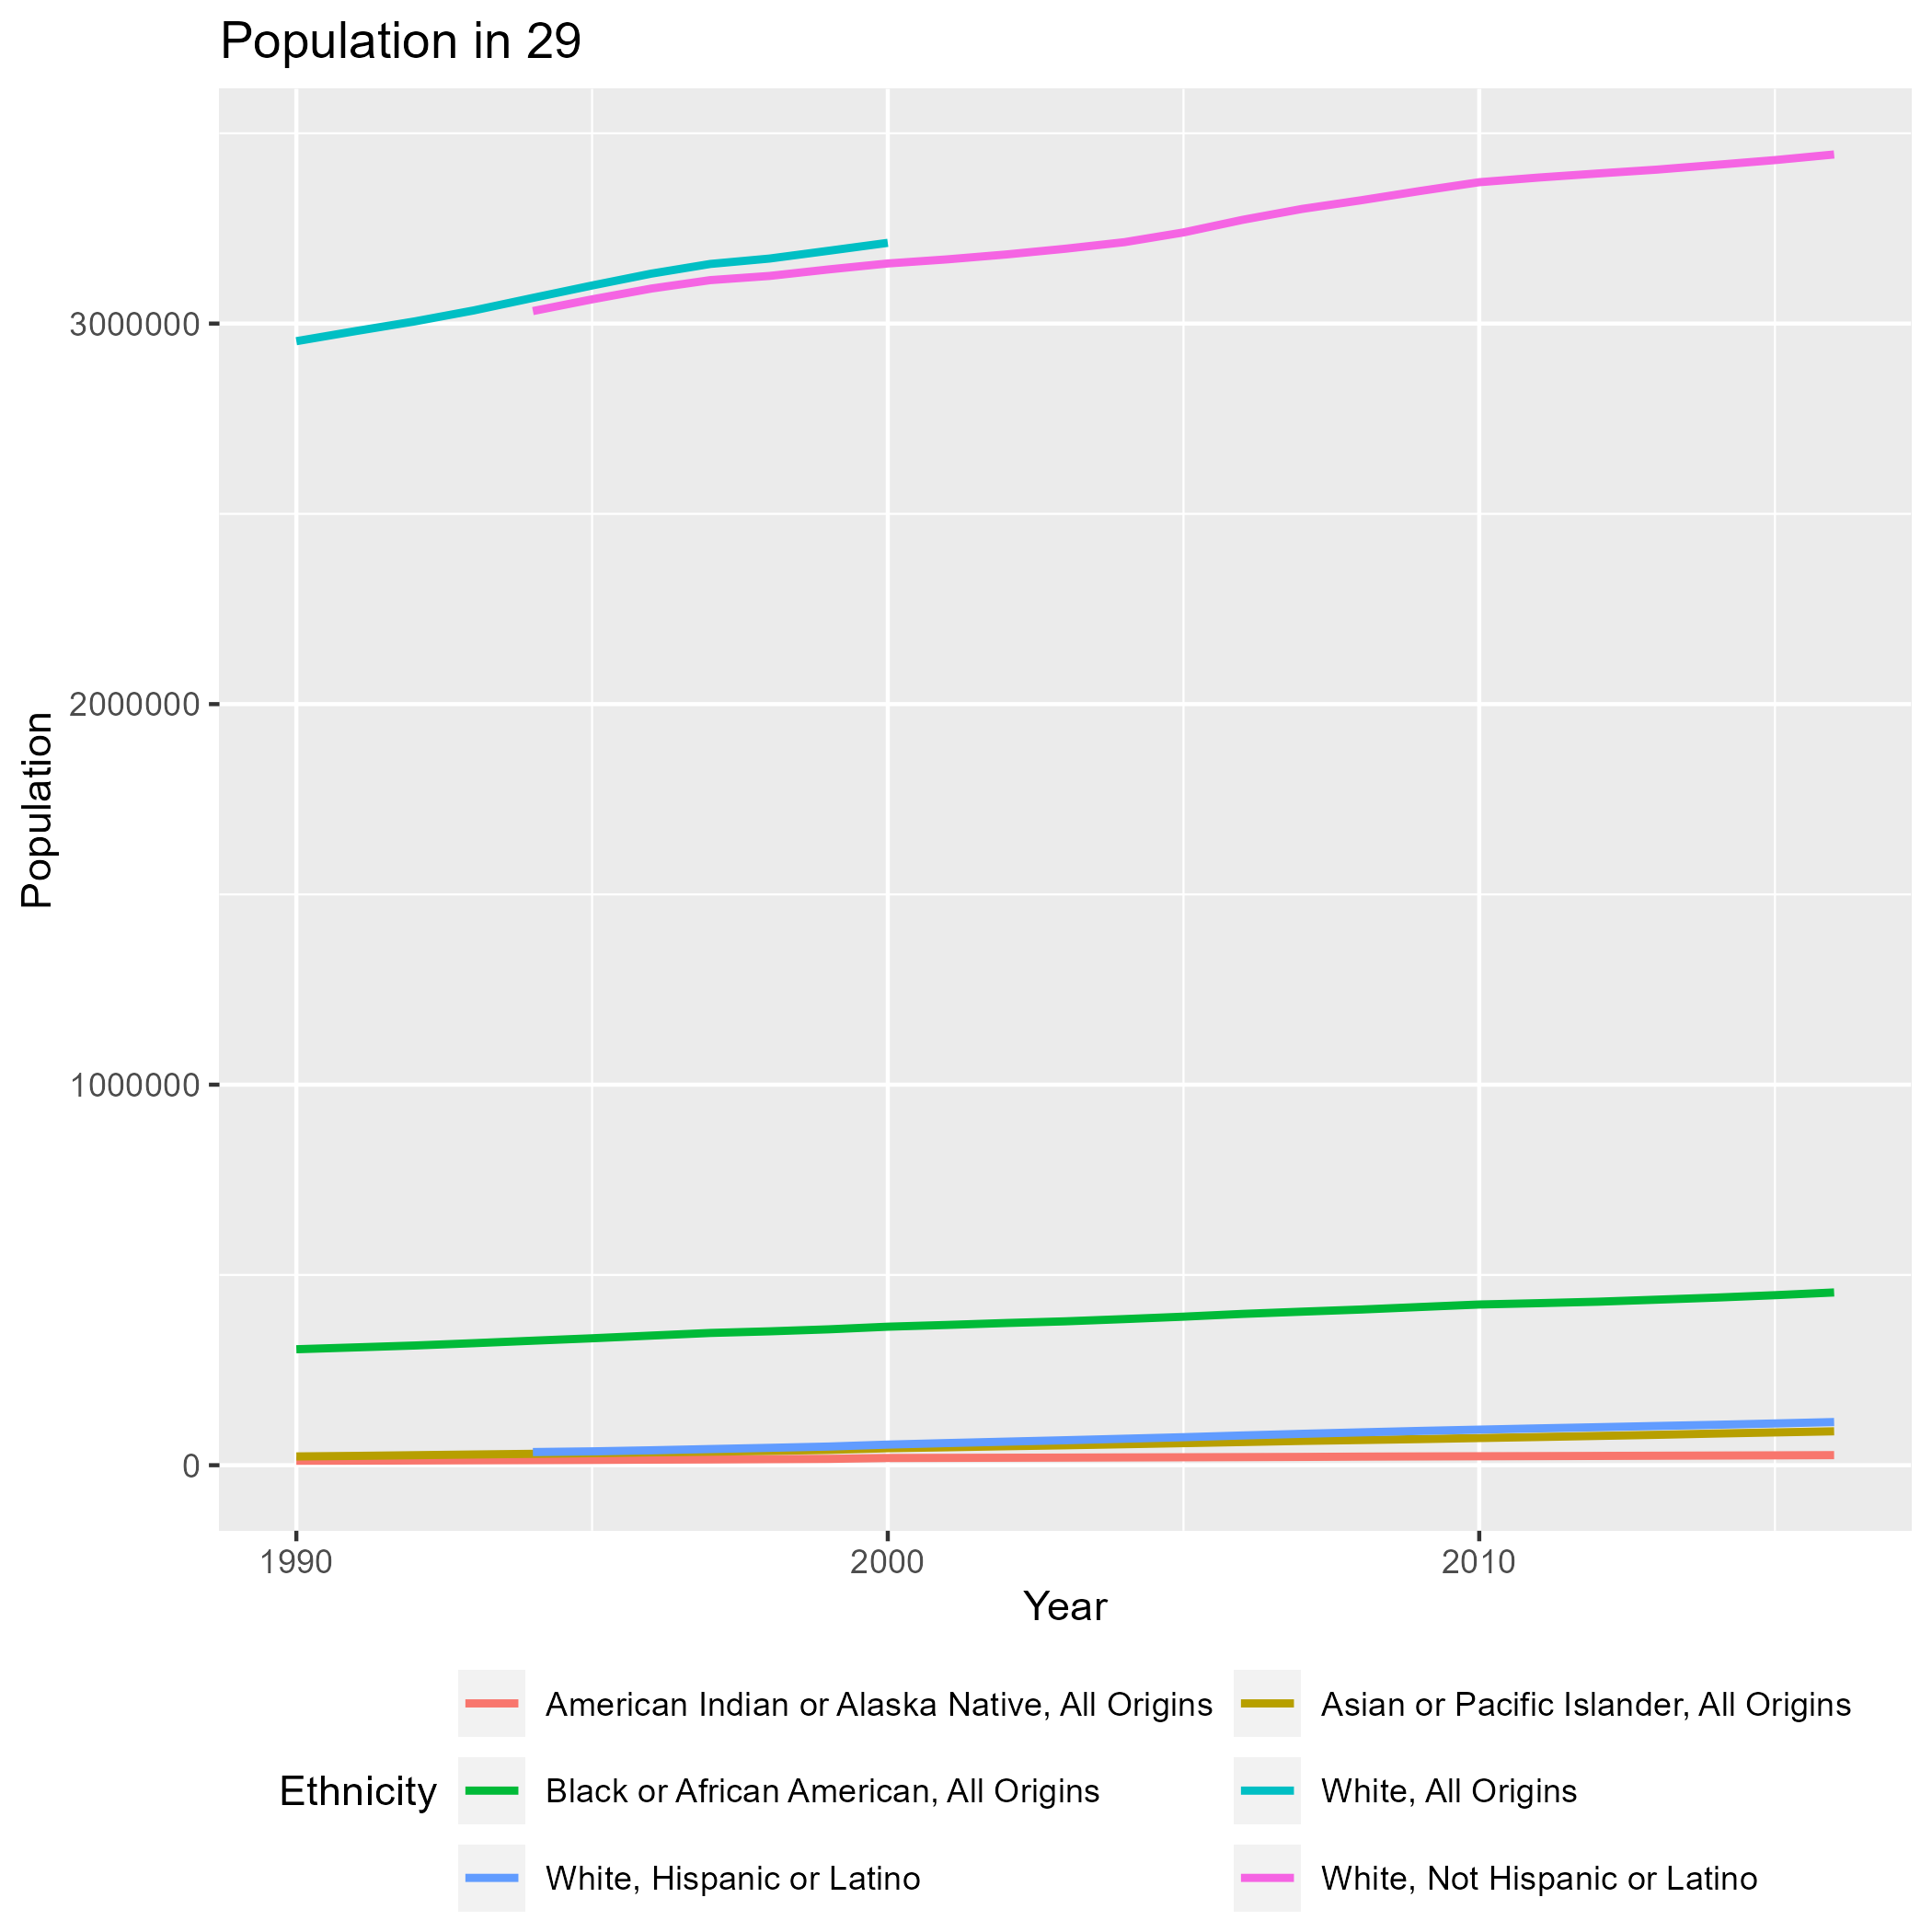 Population in 29
3000000
2000000
1000000
0
Population
1990 2000 2010
Year
Ethnicity
American Indian or Alaska Native, All Origins
Asian or Pacific Islander, All Origins
Black or African American, All Origins
White, All Origins
White, Hispanic or Latino
White, Not Hispanic or Latino